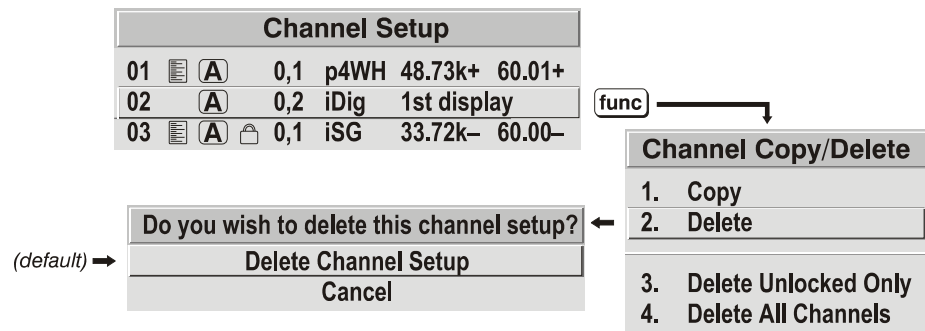 Channel Setup
01 A 0,1 p4WH 48.73k+ 60.01+
02 A 0,2 iDig 1st display
03 A 0,1 iSG 33.72k– 60.00–
func
Channel Copy/Delete
1. Copy
2. Delete
3. Delete Unlocked Only
4. Delete All Channels
Do you wish to delete this channel setup?
(default)
Delete Channel Setup
Cancel